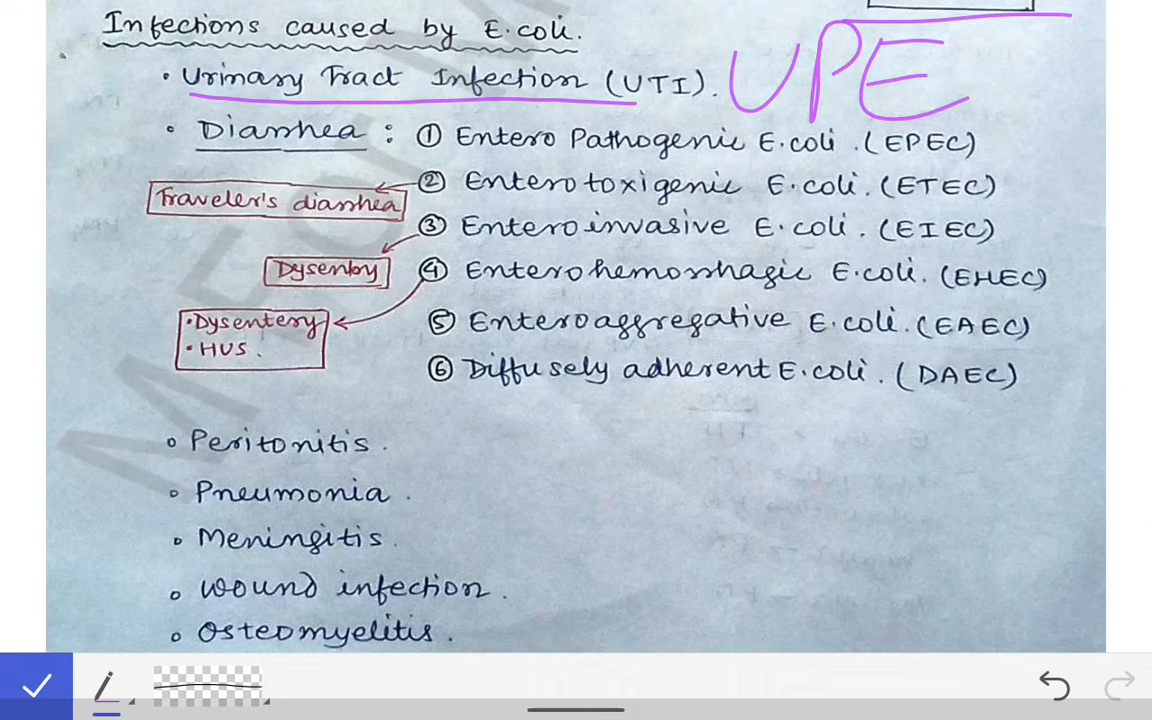 Infections caused by E.coli.
• Urinary Tract Infection (UTI). UPE
• Diarrhea : ① Entero Pathogenic E.coli. (EPEC)
Traveler's diarrhea ② Enterotoxigenic E.coli. (ETEC)
③ Enteroinvasive E.coli. (EIEC)
Dysentry ④ Enterohemorrhagic E.coli. (EHEC)
• Dysentery
• HUS.
⑤ Enteroaggregative E.coli. (EAEC)
⑥ Diffusely adherent E.coli. (DAEC)
• Peritonitis.
• Pneumonia.
• Meningitis.
• Wound infection.
• Osteomyelitis.